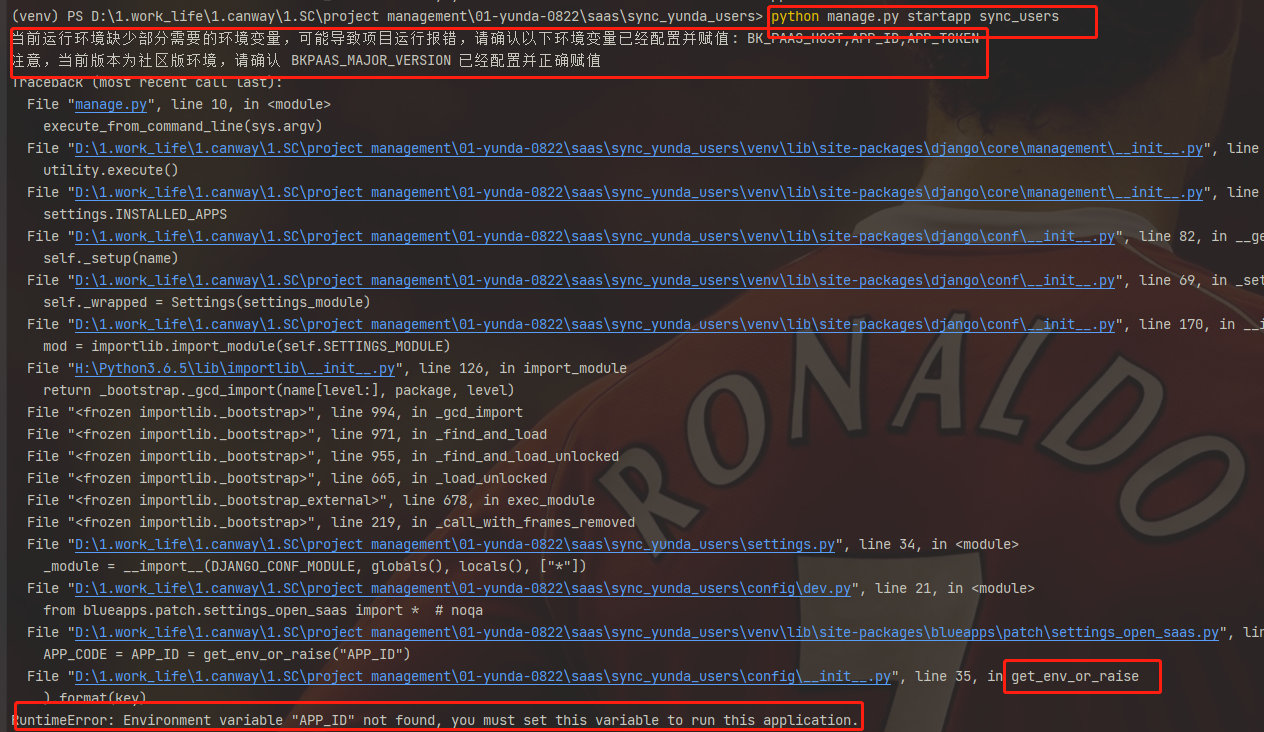 (venv) PS D:\1.work_life\1.canway\1.SC\project management\01-yunda-0822\saas\sync_yunda_users> python manage.py startapp sync_users
当前运行环境缺少部分需要的环境变量，可能导致项目运行报错，请确认以下环境变量已经配置并赋值：BK_PAAS_HOST,APP_ID,APP_TOKEN
注意，当前版本为社区版环境，请确认 BKPAAS_MAJOR_VERSION 已经配置并正确赋值
Traceback (most recent call last):
File "manage.py", line 10, in <module>
execute_from_command_line(sys.argv)
File "D:\1.work_life\1.canway\1.SC\project management\01-yunda-0822\saas\sync_yunda_users\venv\lib\site-packages\django\core\management\__init__.py", line
utility.execute()
File "D:\1.work_life\1.canway\1.SC\project management\01-yunda-0822\saas\sync_yunda_users\venv\lib\site-packages\django\core\management\__init__.py", line
settings.INSTALLED_APPS
File "D:\1.work_life\1.canway\1.SC\project management\01-yunda-0822\saas\sync_yunda_users\venv\lib\site-packages\django\conf\__init__.py", line 82, in __ge
self._setup(name)
File "D:\1.work_life\1.canway\1.SC\project management\01-yunda-0822\saas\sync_yunda_users\venv\lib\site-packages\django\conf\__init__.py", line 69, in _set
self._wrapped = Settings(settings_module)
File "D:\1.work_life\1.canway\1.SC\project management\01-yunda-0822\saas\sync_yunda_users\venv\lib\site-packages\django\conf\__init__.py", line 170, in __i
mod = importlib.import_module(self.SETTINGS_MODULE)
File "H:\Python3.6.5\lib\importlib\__init__.py", line 126, in import_module
return _bootstrap._gcd_import(name[level:], package, level)
File "<frozen importlib._bootstrap>", line 994, in _gcd_import
File "<frozen importlib._bootstrap>", line 971, in _find_and_load
File "<frozen importlib._bootstrap>", line 955, in _find_and_load_unlocked
File "<frozen importlib._bootstrap>", line 665, in _load_unlocked
File "<frozen importlib._bootstrap_external>", line 678, in exec_module
File "<frozen importlib._bootstrap>", line 219, in _call_with_frames_removed
File "D:\1.work_life\1.canway\1.SC\project management\01-yunda-0822\saas\sync_yunda_users\settings.py", line 34, in <module>
_module = __import__(DJANGO_CONF_MODULE, globals(), locals(), ["*"])
File "D:\1.work_life\1.canway\1.SC\project management\01-yunda-0822\saas\sync_yunda_users\config\dev.py", line 21, in <module>
from blueapps.patch.settings_open_saas import *  # noqa
File "D:\1.work_life\1.canway\1.SC\project management\01-yunda-0822\saas\sync_yunda_users\venv\lib\site-packages\blueapps\patch\settings_open_saas.py", lin
APP_CODE = APP_ID = get_env_or_raise("APP_ID")
File "D:\1.work_life\1.canway\1.SC\project management\01-yunda-0822\saas\sync_yunda_users\config\__init__.py", line 35, in get_env_or_raise
).format(key)
RuntimeError: Environment variable "APP_ID" not found, you must set this variable to run this application.
RONALDO
7